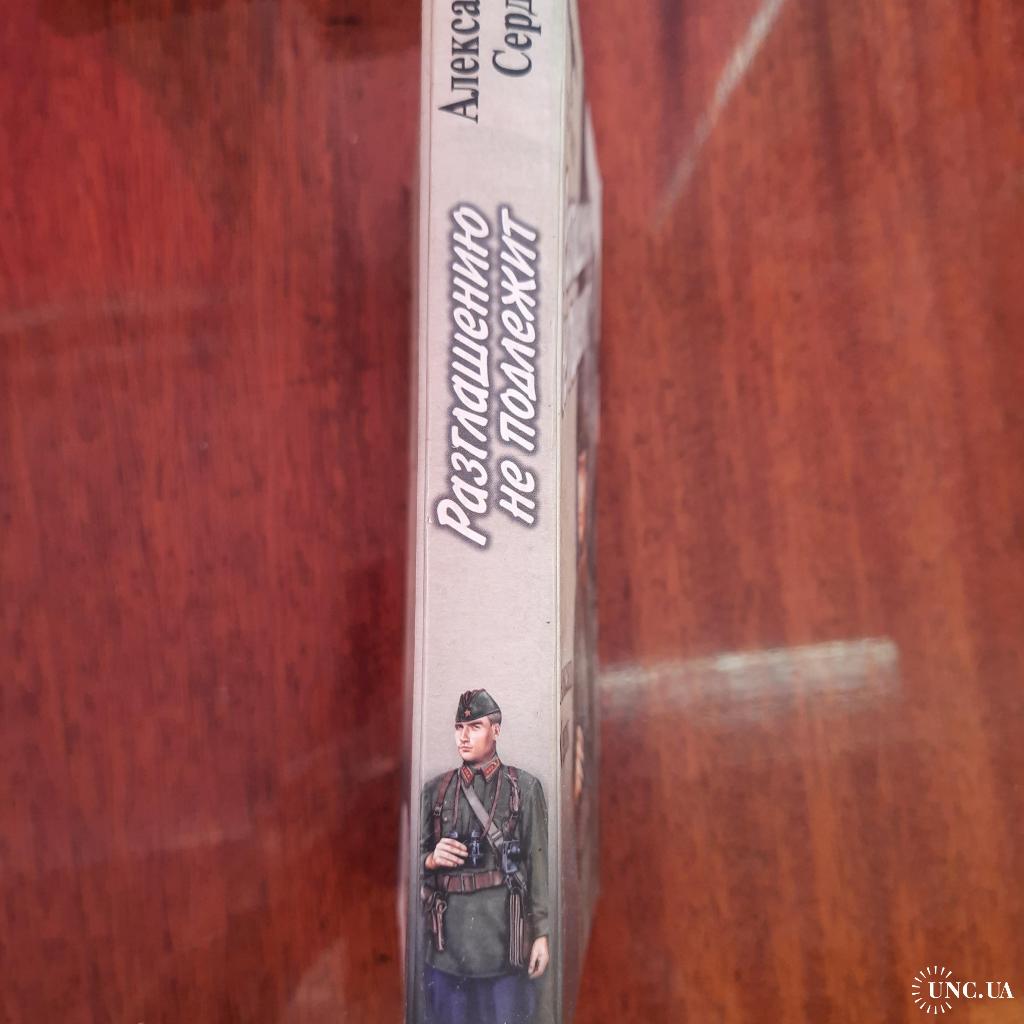 Алекса
Серд
Разглашению
не подлежит
UNC.UA